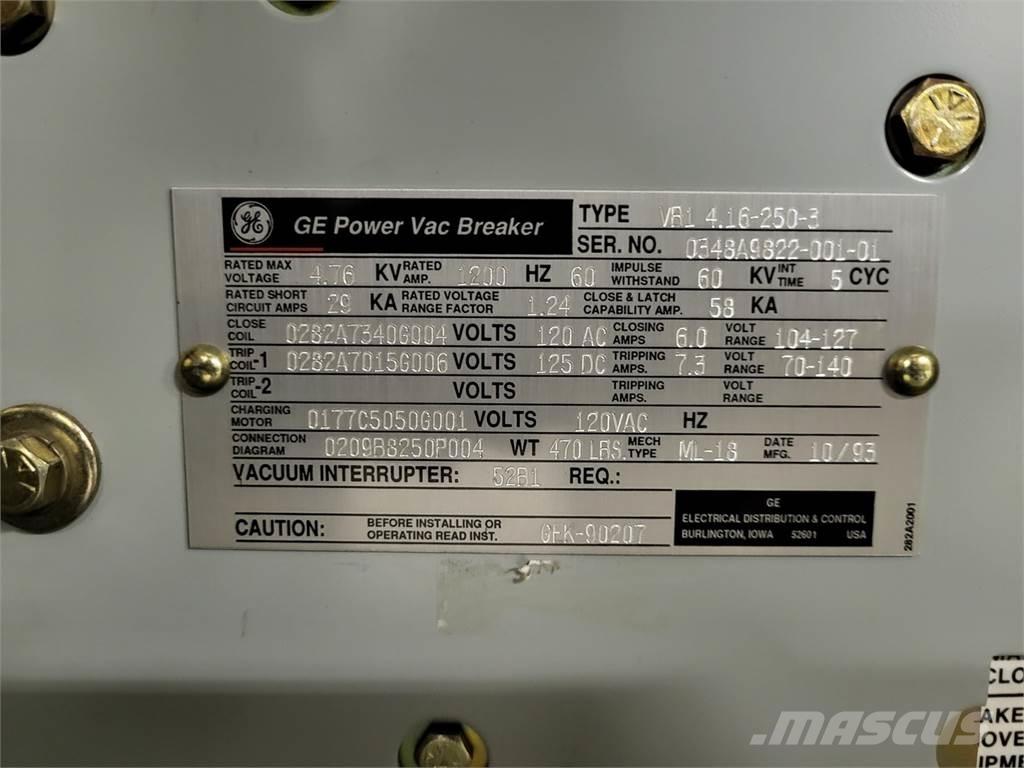 GE Power Vac Breaker
TYPE VB1 4.16-250-3
SER. NO. 0348A9822-001-01
RATED MAX VOLTAGE 4.76 KV RATED AMP. 1200 HZ 60 IMPULSE WITHSTAND 60 KV INT TIME 5 CYC
RATED SHORT CIRCUIT AMPS 29 KA RATED VOLTAGE RANGE FACTOR 1.24 CLOSE & LATCH CAPABILITY AMP. 58 KA
CLOSE COIL 0282A7340G004 VOLTS 120 AC CLOSING AMPS 6.0 VOLT RANGE 104-127
TRIP COIL-1 0282A7015G006 VOLTS 125 DC TRIPPING AMPS. 7.3 VOLT RANGE 70-140
TRIP COIL-2 VOLTS TRIPPING AMPS. VOLT RANGE
CHARGING MOTOR 0177C5050G001 VOLTS 120VAC HZ
CONNECTION DIAGRAM 0209B8250P004 WT 470 LBS. MECH TYPE ML-18 DATE MFG. 10/93
VACUUM INTERRUPTER: 52B1 REQ.:
CAUTION: BEFORE INSTALLING OR OPERATING READ INST. GEK-90207
GE
ELECTRICAL DISTRIBUTION & CONTROL
BURLINGTON, IOWA 52601 USA
282A2001
CLO
AKE
OVE
IPME
MASCUS